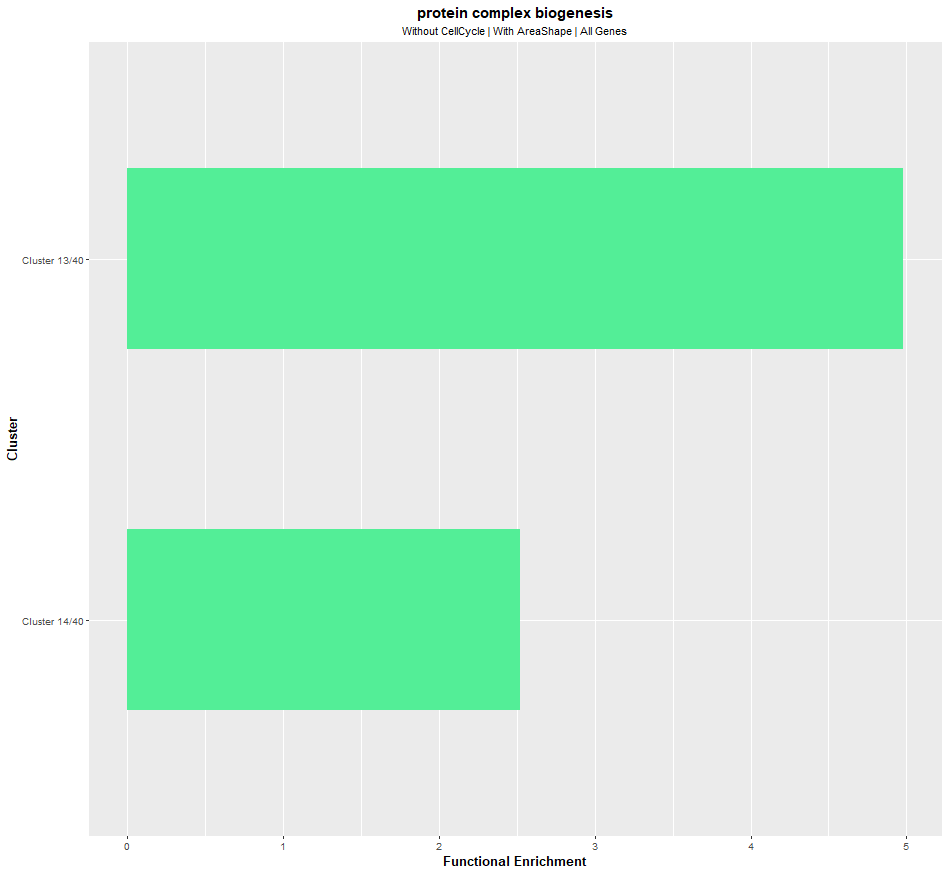 protein complex biogenesis
Without CellCycle | With AreaShape | All Genes
Cluster 13/40
Cluster
Cluster 14/40
0 1 2 3 4 5
Functional Enrichment